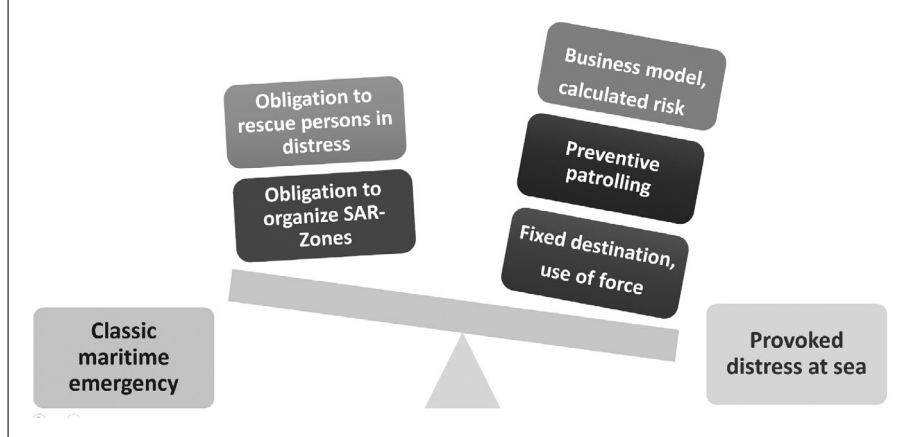 Obligation to
rescue persons in
distress
Obligation to
organize SAR-
Zones
Business model,
calculated risk
Preventive
patrolling
Fixed destination,
use of force
Classic
maritime
emergency
Provoked
distress at sea